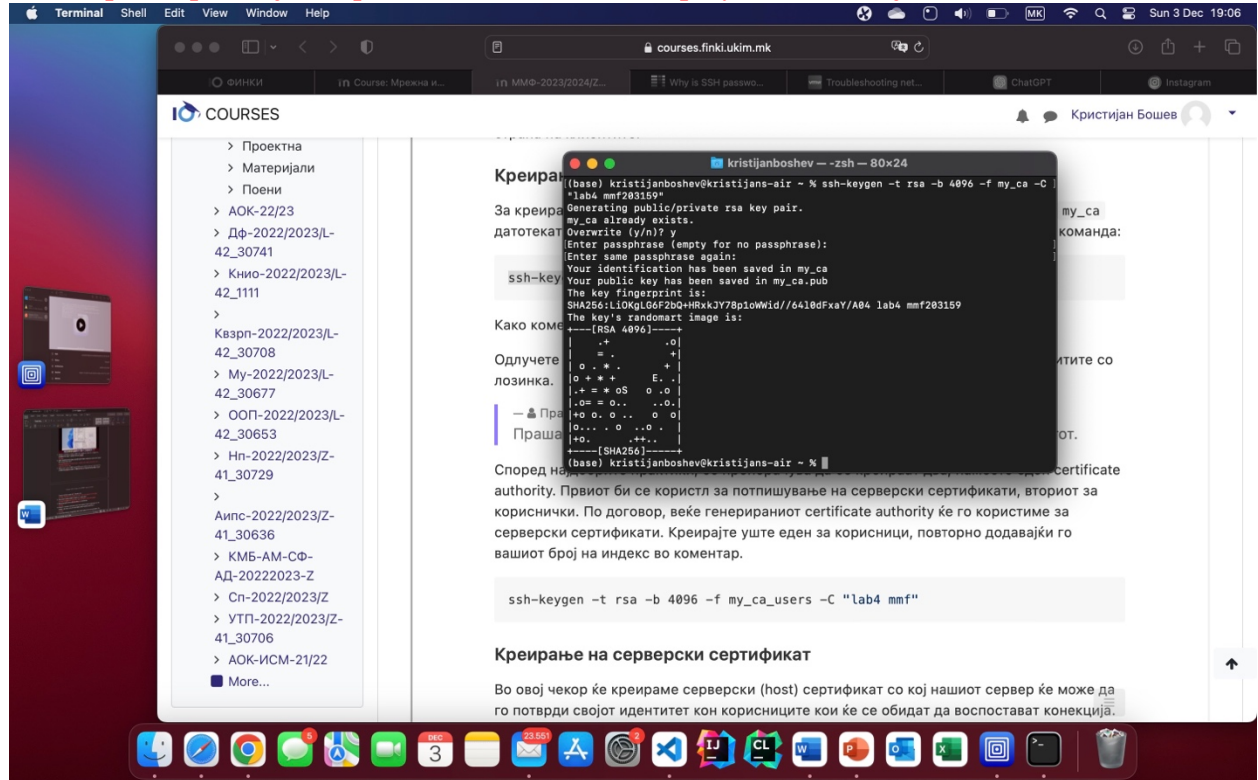 Terminal Shell Edit View Window Help
MK
Sun 3 Dec 19:06
courses.finki.ukim.mk
ФИНКИ
Course: Мрежна и...
ММФ-2023/2024/Z...
Why is SSH passwo...
Troubleshooting net...
ChatGPT
Instagram
COURSES
Кристијан Бошев
> Проектна
> Материјали
> Поени
> АОК-22/23
> Дф-2022/2023/L-
42_30741
> Книо-2022/2023/L-
42_1111
>
Квзрп-2022/2023/L-
42_30708
> Му-2022/2023/L-
42_30677
> ООП-2022/2023/L-
42_30653
> Нп-2022/2023/Z-
41_30729
>
Аипс-2022/2023/Z-
41_30636
> КМБ-АМ-СФ-
АД-20222023-Z
> Сп-2022/2023/Z
> УТП-2022/2023/Z-
41_30706
> АОК-ИСМ-21/22
More...
За креира
my_ca
датотекат
команда:
ssh-key
Како коме
Одлучете
итите со
лозинка.
— Пра
Праша
от.
kristijanboshev — -zsh — 80×24
(base) kristijanboshev@kristijans-air ~ % ssh-keygen -t rsa -b 4096 -f my_ca -C
"lab4 mmf203159"
Generating public/private rsa key pair.
my_ca already exists.
Overwrite (y/n)? y
Enter passphrase (empty for no passphrase):
Enter same passphrase again:
Your identification has been saved in my_ca
Your public key has been saved in my_ca.pub
The key fingerprint is:
SHA256:LiOKgLG6F2bQ+HRxkJY78p1oWWid//64l0dFxaY/A04 lab4 mmf203159
The key's randomart image is:
+---[RSA 4096]----+
| .+ .o|
| = . +|
| o . * . + |
|o + * + E. .|
|.+ = * oS o .o |
|.o= = o.. ..o.|
|+o o. o .. o o|
|o... . o ..o . |
|+o. .++.. |
+----[SHA256]-----+
(base) kristijanboshev@kristijans-air ~ %
Според
certificate
authority. Првиот би се користл за потпишување на серверски сертификати, вториот за
кориснички. По договор, веќе генерираниот certificate authority ќе го користиме за
серверски сертификати. Креирајте уште еден за корисници, повторно додавајќи го
вашиот број на индекс во коментар.
ssh-keygen -t rsa -b 4096 -f my_ca_users -C "lab4 mmf"
Креирање на серверски сертификат
Во овој чекор ќе креираме серверски (host) сертификат со кој нашиот сервер ќе може да
го потврди својот идентитет кон корисниците кои ќе се обидат да воспостават конекција.
5
DEC
3
23.551
2